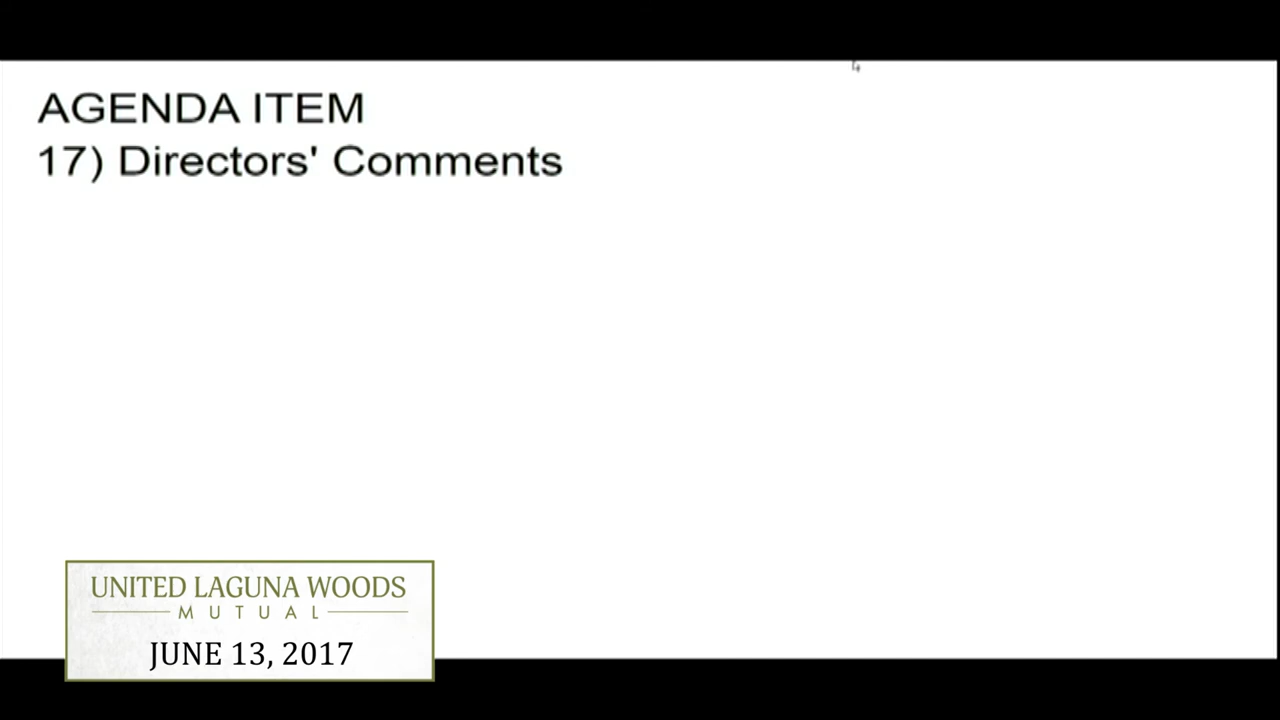 AGENDA ITEM
17) Directors' Comments
UNITED LAGUNA WOODS
MUTUAL
JUNE 13, 2017